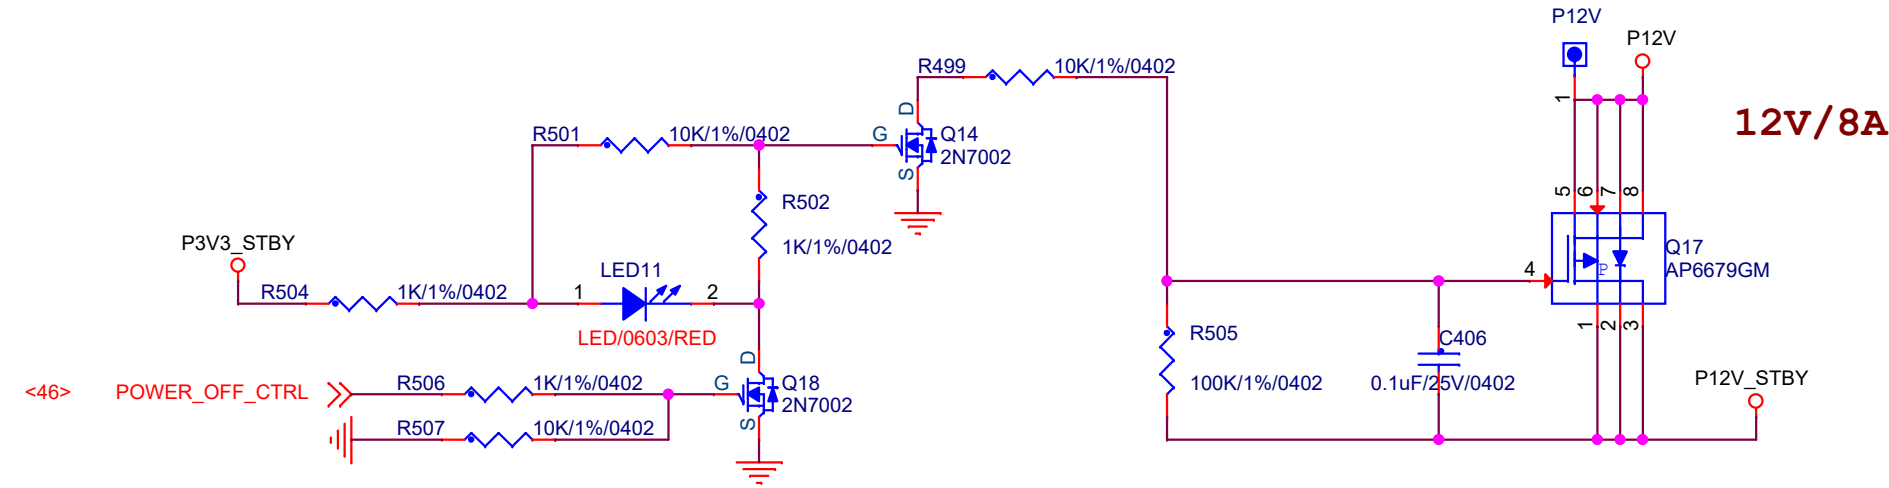 P12V
P12V
12V/8A
R499 10K/1%/0402
1
D
G
Q14
2N7002
S
R501 10K/1%/0402
5 6 7 8
R502
1K/1%/0402
P3V3_STBY
R504 1K/1%/0402
LED11
1 2
LED/0603/RED
4
P
Q17
AP6679GM
1 2 3
R505
100K/1%/0402
C406
0.1uF/25V/0402
P12V_STBY
<46> POWER_OFF_CTRL
R506 1K/1%/0402
D
G
Q18
2N7002
S
R507 10K/1%/0402